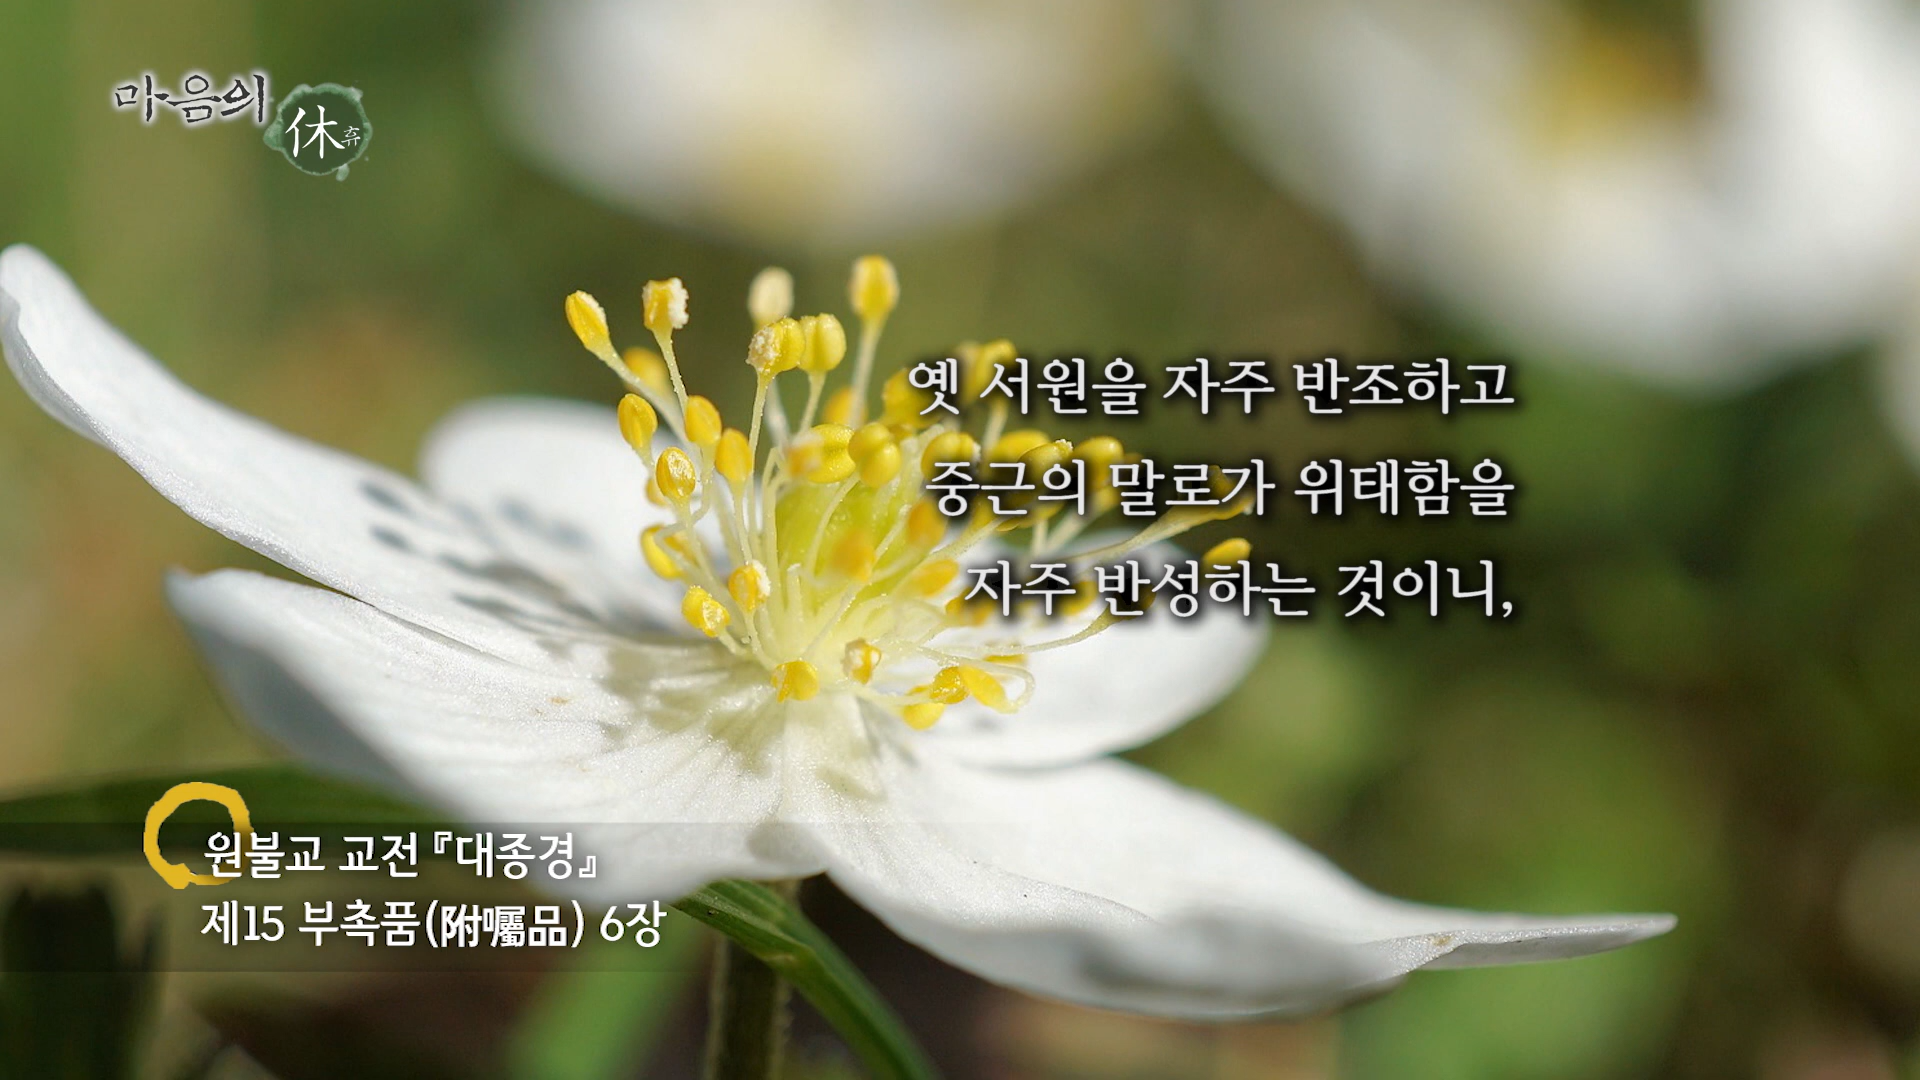 마음의 休휴
옛 서원을 자주 반조하고
중근의 말로가 위태함을
자주 반성하는 것이니,
원불교 교전『대종경』
제15 부촉품(附囑品) 6장